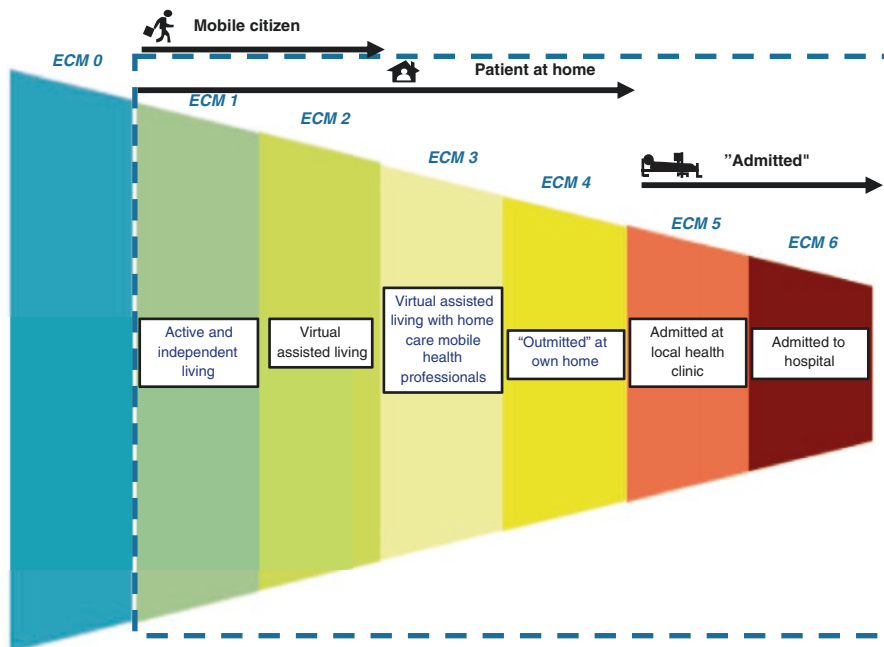 Mobile citizen
ECM 0
Patient at home
ECM 1
ECM 2
ECM 3
”Admitted"
ECM 4
ECM 5
ECM 6
Active and
independent
living
Virtual
assisted living
Virtual assisted
living with home
care mobile
health
professionals
“Outmitted” at
own home
Admitted at
local health
clinic
Admitted to
hospital